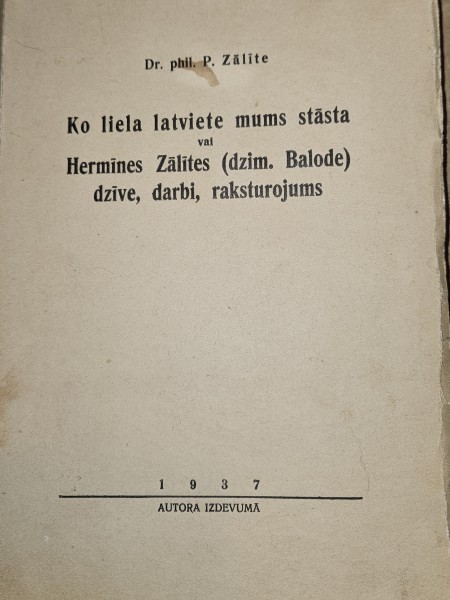 Dr. phil. P. Zālīte
Ko liela latviete mums stāsta
vai
Hermīnes Zālītes (dzim. Balode)
dzīve, darbi, raksturojums
1 9 3 7
AUTORA IZDEVUMĀ